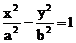 x²/a² − y²/b² = 1